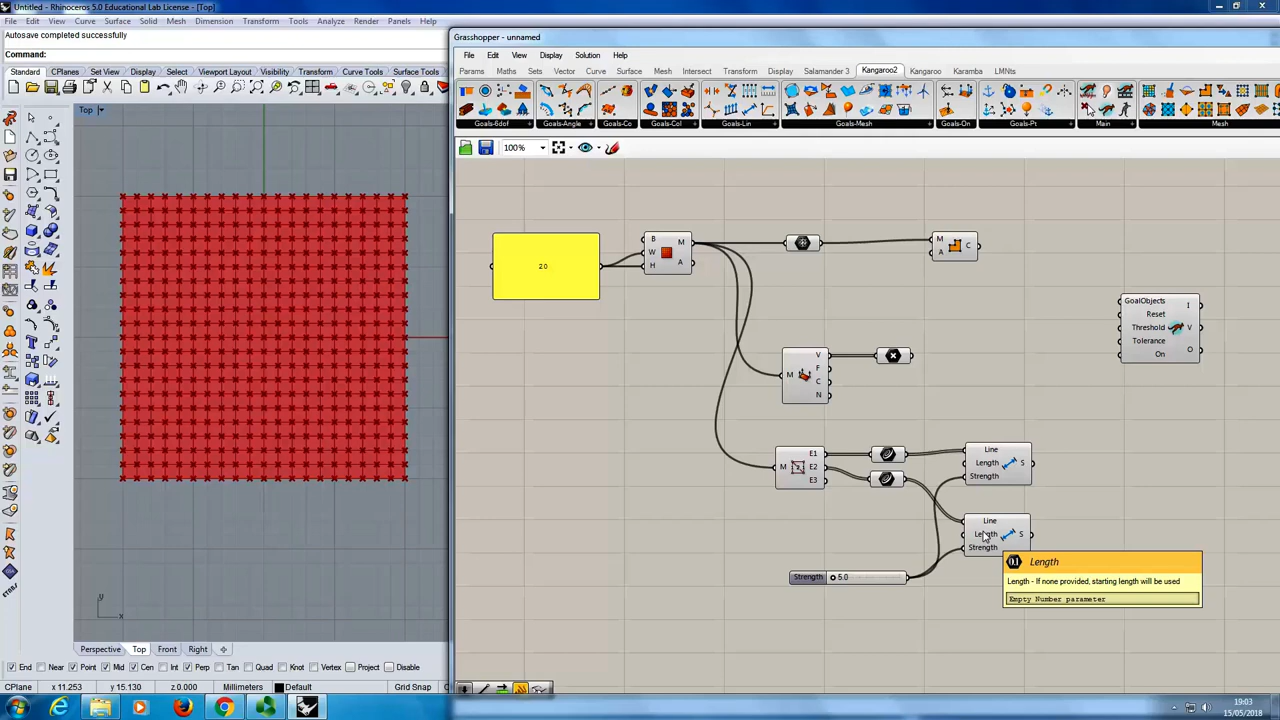 Untitled - Rhinoceros 5.0 Educational Lab License - [Top]
File Edit View Curve Surface Solid Mesh Dimension Transform Tools Analyze Render Panels Help
Autosave completed successfully
Command:
Standard CPlanes Set View Display Select Viewport Layout Visibility Transform Curve Tools Surface Tools
Top
Grasshopper - unnamed
File Edit View Display Solution Help
Params Maths Sets Vector Curve Surface Mesh Intersect Transform Display Salamander 3 Kangaroo2 Kangaroo Karamba LMNts
Goals-6dof Goals-Angle Goals-Co Goals-Col Goals-Lin Goals-Mesh Goals-On Goals-Pt Main Mesh
100%
2.0
B
W
H
M
A
M
A
C
GoalObjects
Reset
Threshold
Tolerance
On
I
V
O
M
V
F
C
N
M
E1
E2
E3
Line
Length
Strength
Line
Length
Strength
S
Strength 5.0
Length
Length - If none provided, starting length will be used
Empty Number parameter
y
x
Perspective Top Front Right
End Near Point Mid Cen Int Perp Tan Quad Knot Vertex Project Disable
CPlane x 11.253 y 15.130 z 0.000 Millimeters Default Grid Snap
19:03
15/05/2018